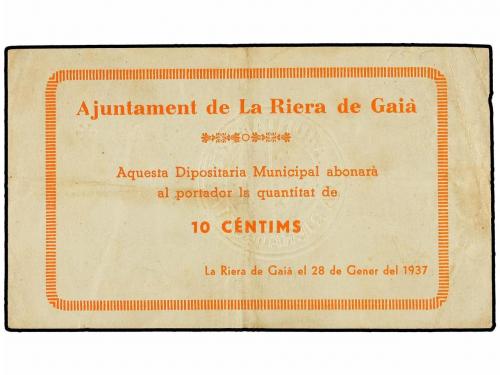 Ajuntament de La Riera de Gaià
Aquesta Dipositaria Municipal abonarà
al portador la quantitat de
10 CÉNTIMS
La Riera de Gaià el 28 de Gener del 1937